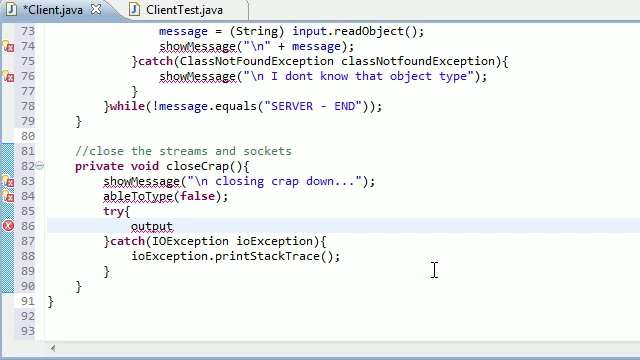 *Client.java ClientTest.java
73 message = (String) input.readObject();
74 showMessage("\n" + message);
75 }catch(ClassNotFoundException classNotFoundException){
76 showMessage("\n I dont know that object type");
77 }
78 }while(!message.equals("SERVER - END"));
79 }
80
81 //close the streams and sockets
82 private void closeCrap(){
83 showMessage("\n closing crap down...");
84 ableToType(false);
85 try{
86 output
87 }catch(IOException ioException){
88 ioException.printStackTrace();
89 }
90 }
91 }
92
93